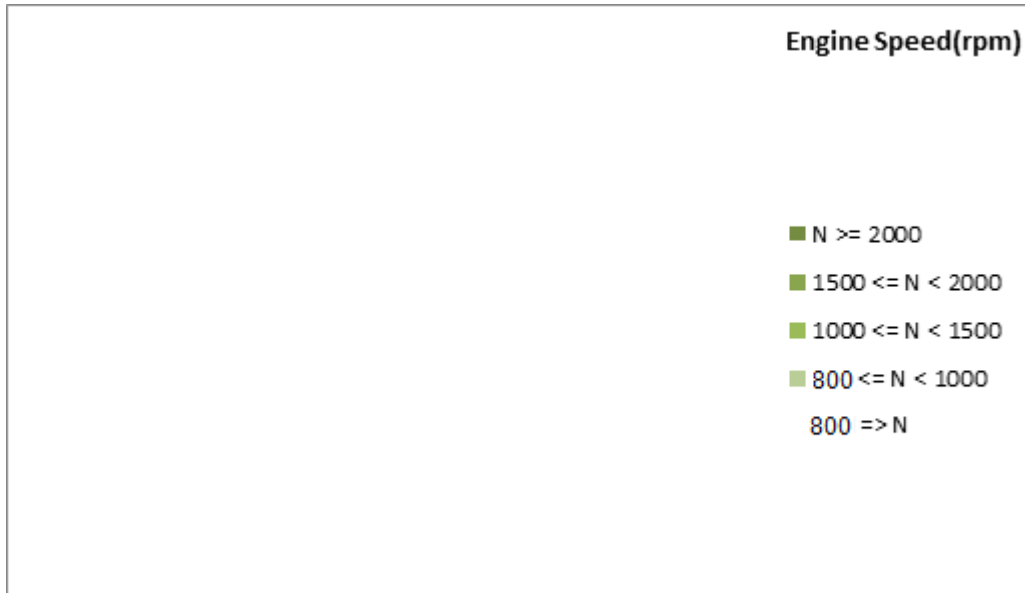 Engine Speed(rpm)
N >= 2000
1500 <= N < 2000
1000 <= N < 1500
800 <= N < 1000
800 => N